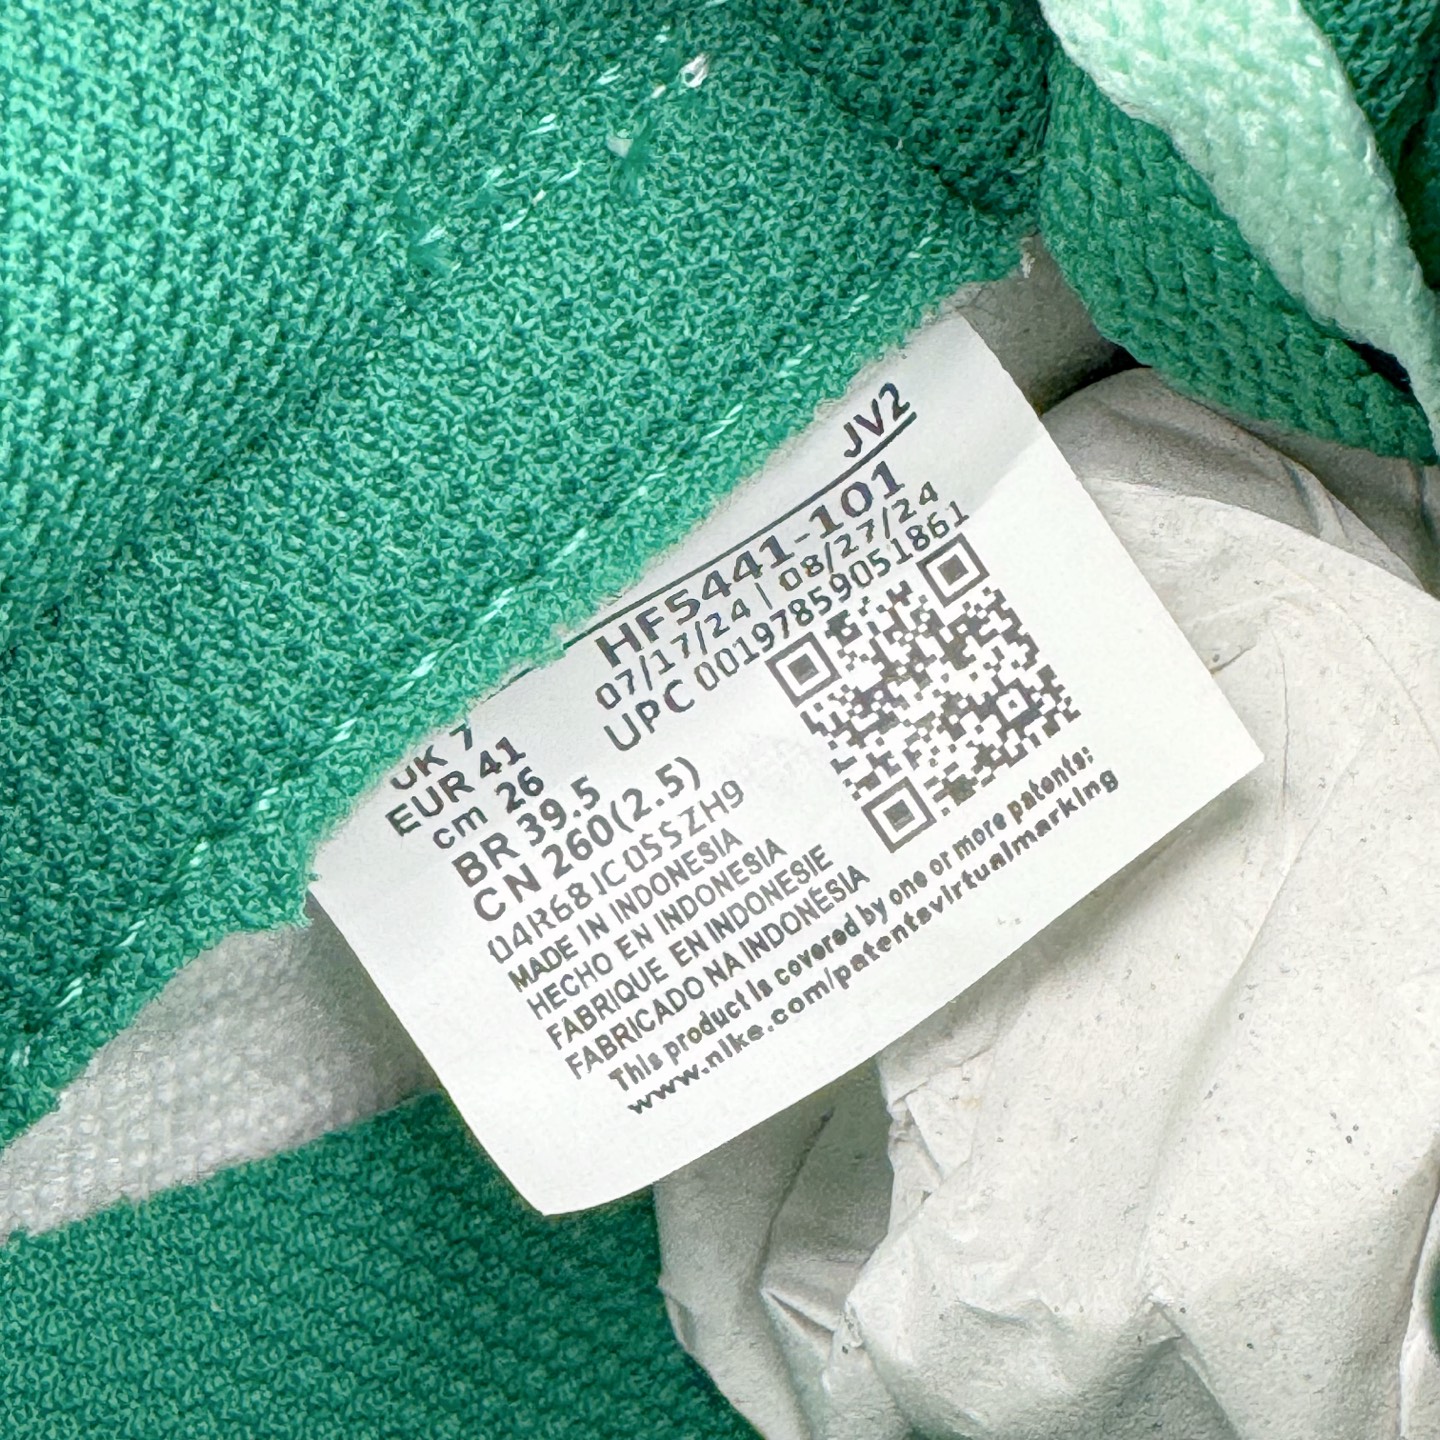 JV2
HF5441-101
07/17/24 | 08/27/24
UPC 00197859051861
UK 7
EUR 41
cm 26
BR 39.5
CN 260(2.5)
MADE IN INDONESIA
HECHO EN INDONESIA
FABRIQUE EN INDONESIE
FABRICADO NA INDONÉSIA
This product is covered by one or more patents:
www.nike.com/patentsvirtualmarking